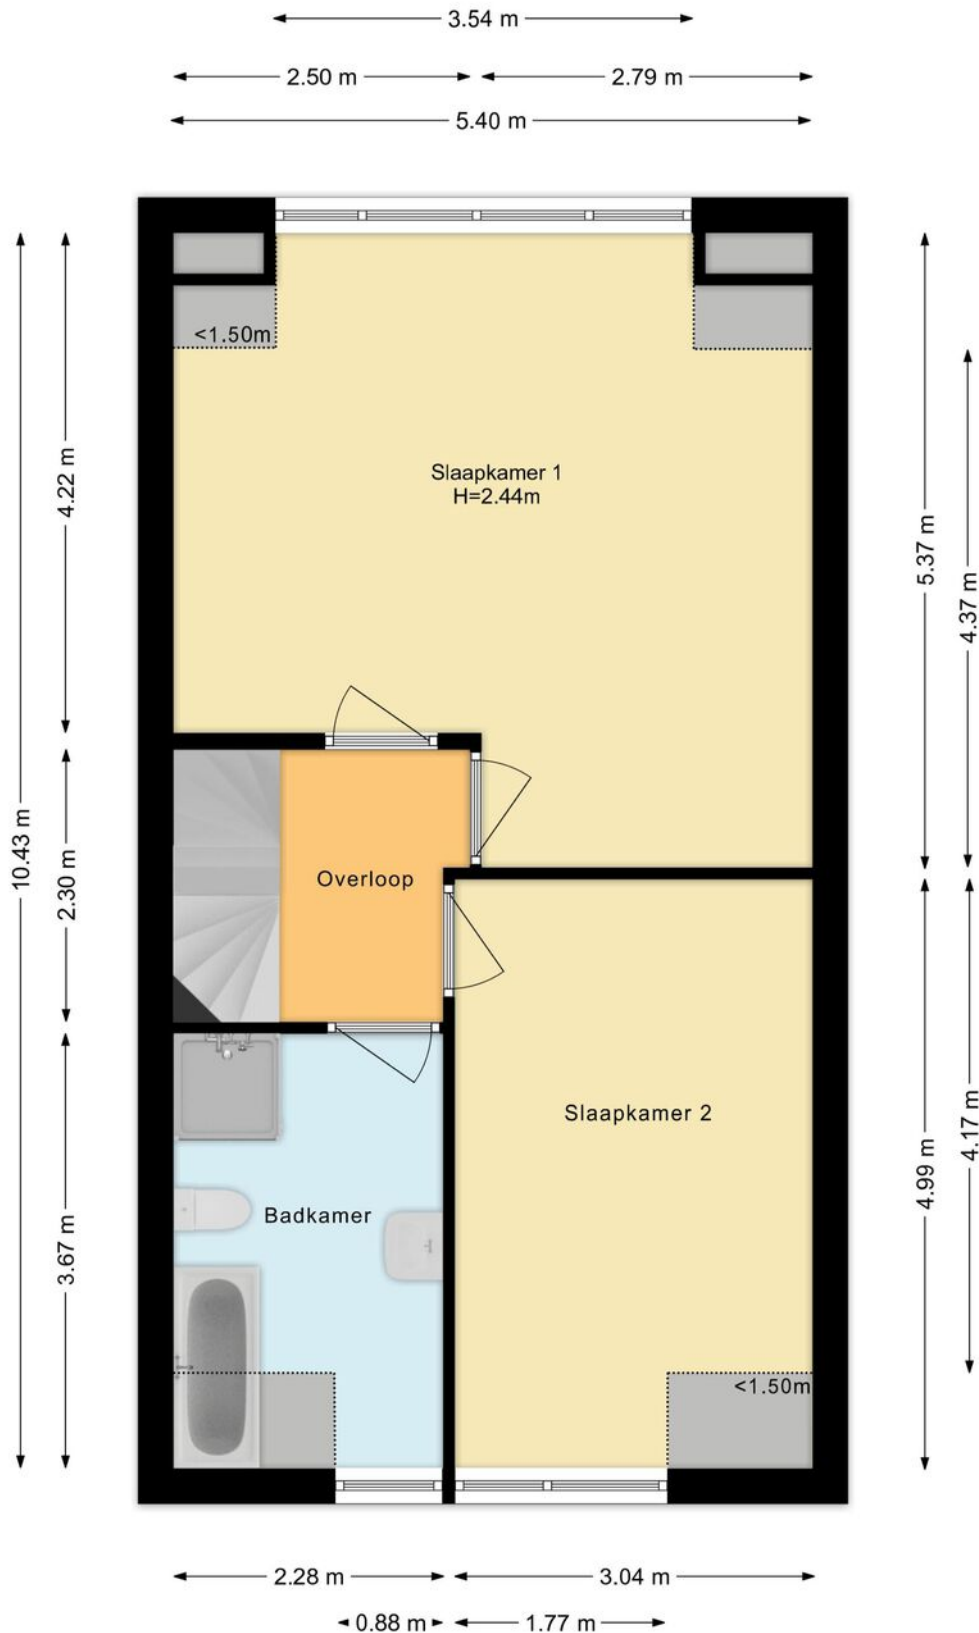 3.54 m
2.50 m
2.79 m
5.40 m
<1.50m
Slaapkamer 1
H=2.44m
4.22 m
5.37 m
4.37 m
10.43 m
2.30 m
Overloop
Slaapkamer 2
4.17 m
4.99 m
Badkamer
3.67 m
<1.50m
2.28 m
3.04 m
0.88 m
1.77 m